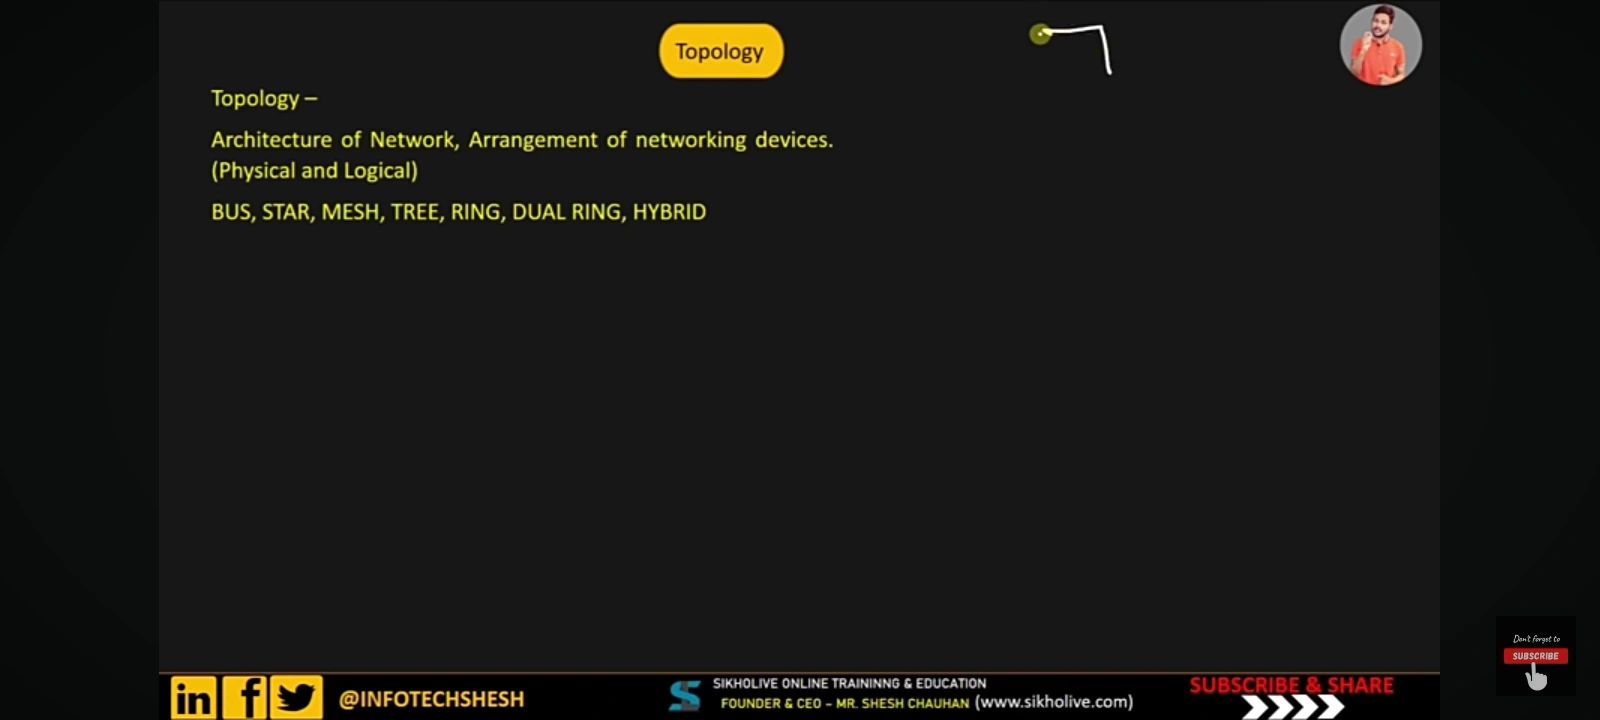 Topology
Topology –
Architecture of Network, Arrangement of networking devices.
(Physical and Logical)
BUS, STAR, MESH, TREE, RING, DUAL RING, HYBRID
Don't forget to
SUBSCRIBE
in f @INFOTECHSHESH
SIKHOLIVE ONLINE TRAININNG & EDUCATION
FOUNDER & CEO – MR. SHESH CHAUHAN (www.sikholive.com)
SUBSCRIBE & SHARE